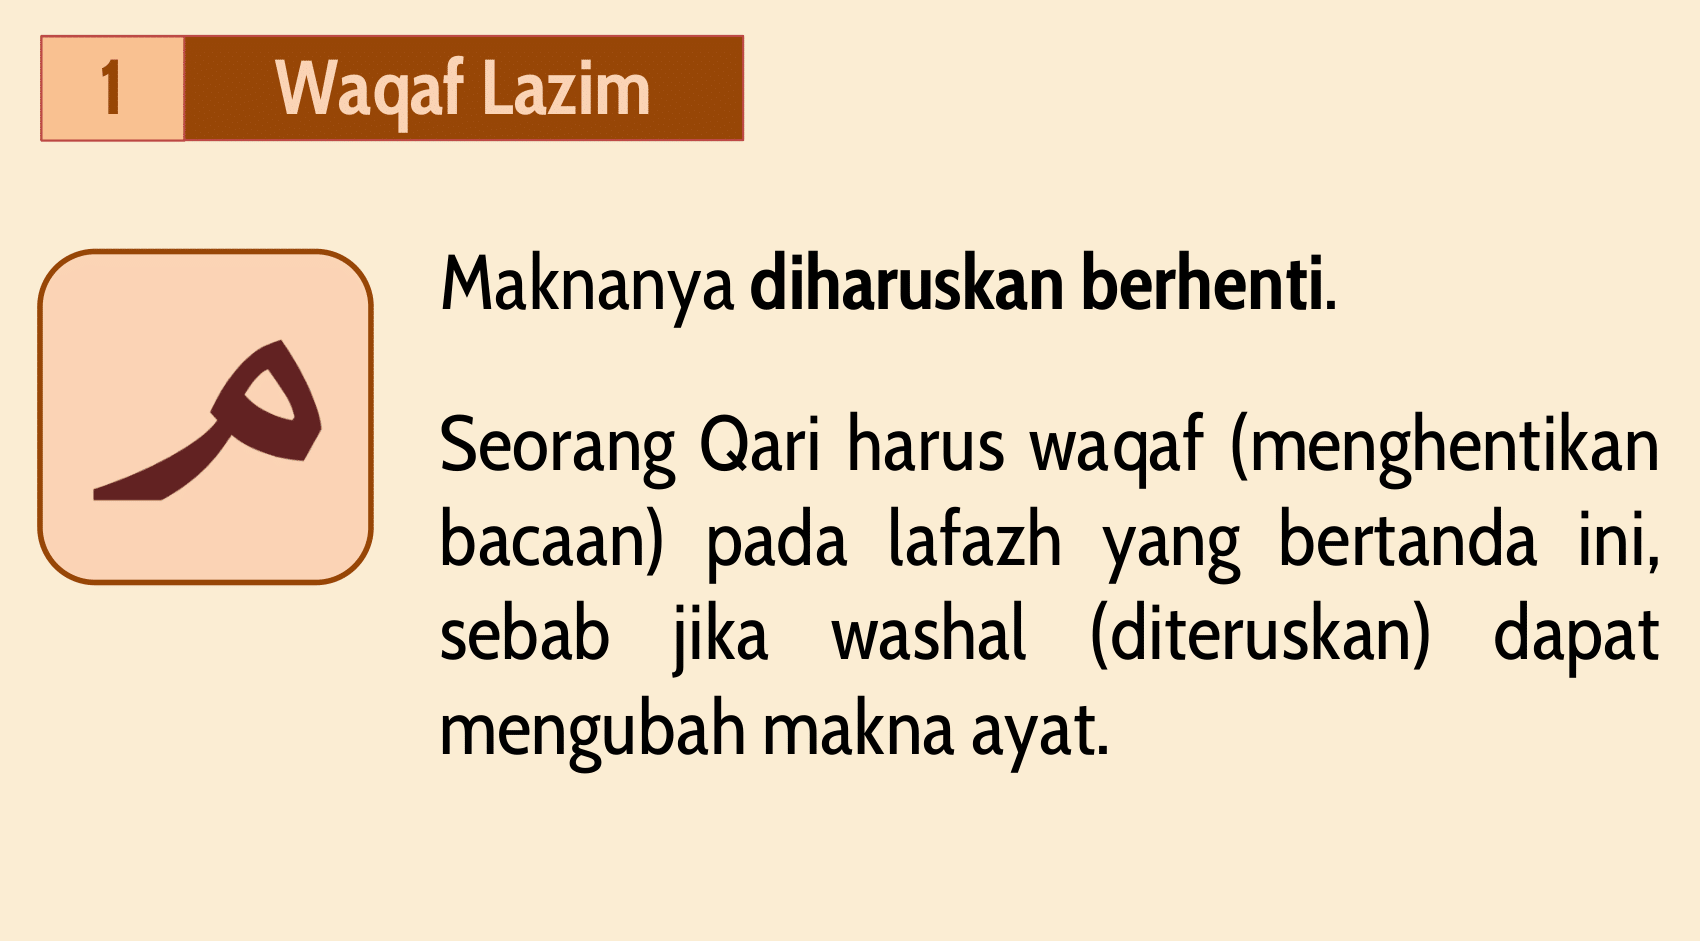 1 Waqaf Lazim
مـ
Maknanya diharuskan berhenti.
Seorang Qari harus waqaf (menghentikan
bacaan) pada lafazh yang bertanda ini,
sebab jika washal (diteruskan) dapat
mengubah makna ayat.